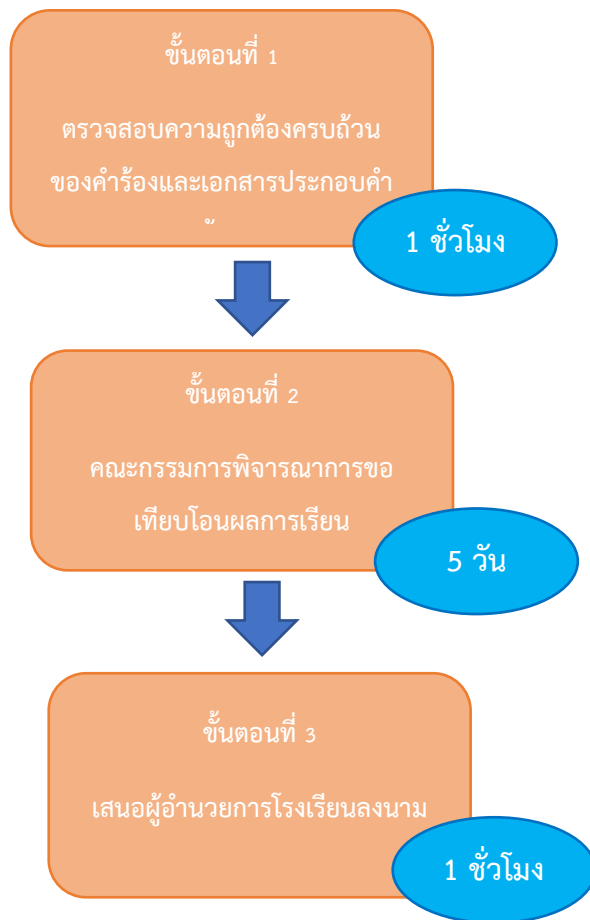 ขั้นตอนที่ 1
ตรวจสอบความถูกต้องครบถ้วน
ของคำร้องและเอกสารประกอบคำ
1 ชั่วโมง
ขั้นตอนที่ 2
คณะกรรมการพิจารณาการขอ
เทียบโอนผลการเรียน
5 วัน
ขั้นตอนที่ 3
เสนอผู้อำนวยการโรงเรียนลงนาม
1 ชั่วโมง